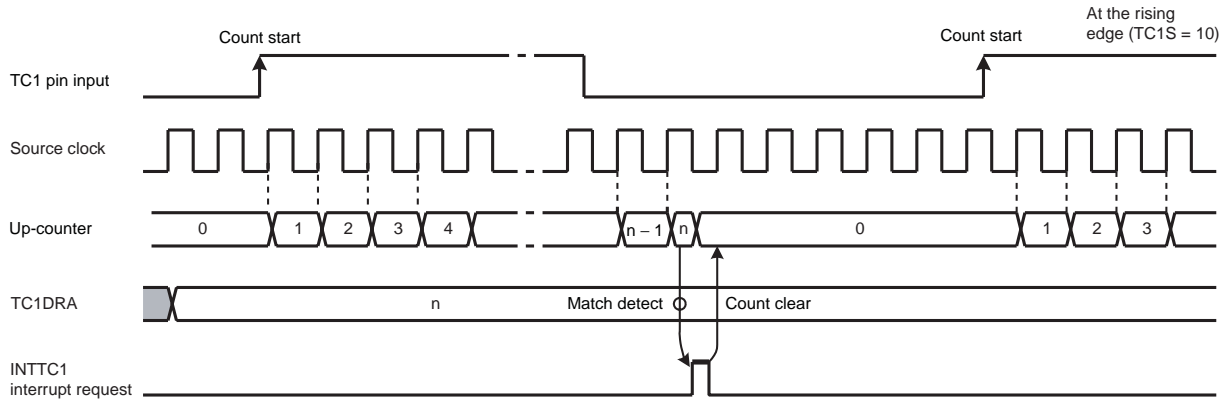 At the rising
edge (TC1S = 10)
Count start
Count start
TC1 pin input
Source clock
Up-counter
0 1 2 3 4 n − 1 n 0 1 2 3
TC1DRA
n Match detect Count clear
INTTC1
interrupt request